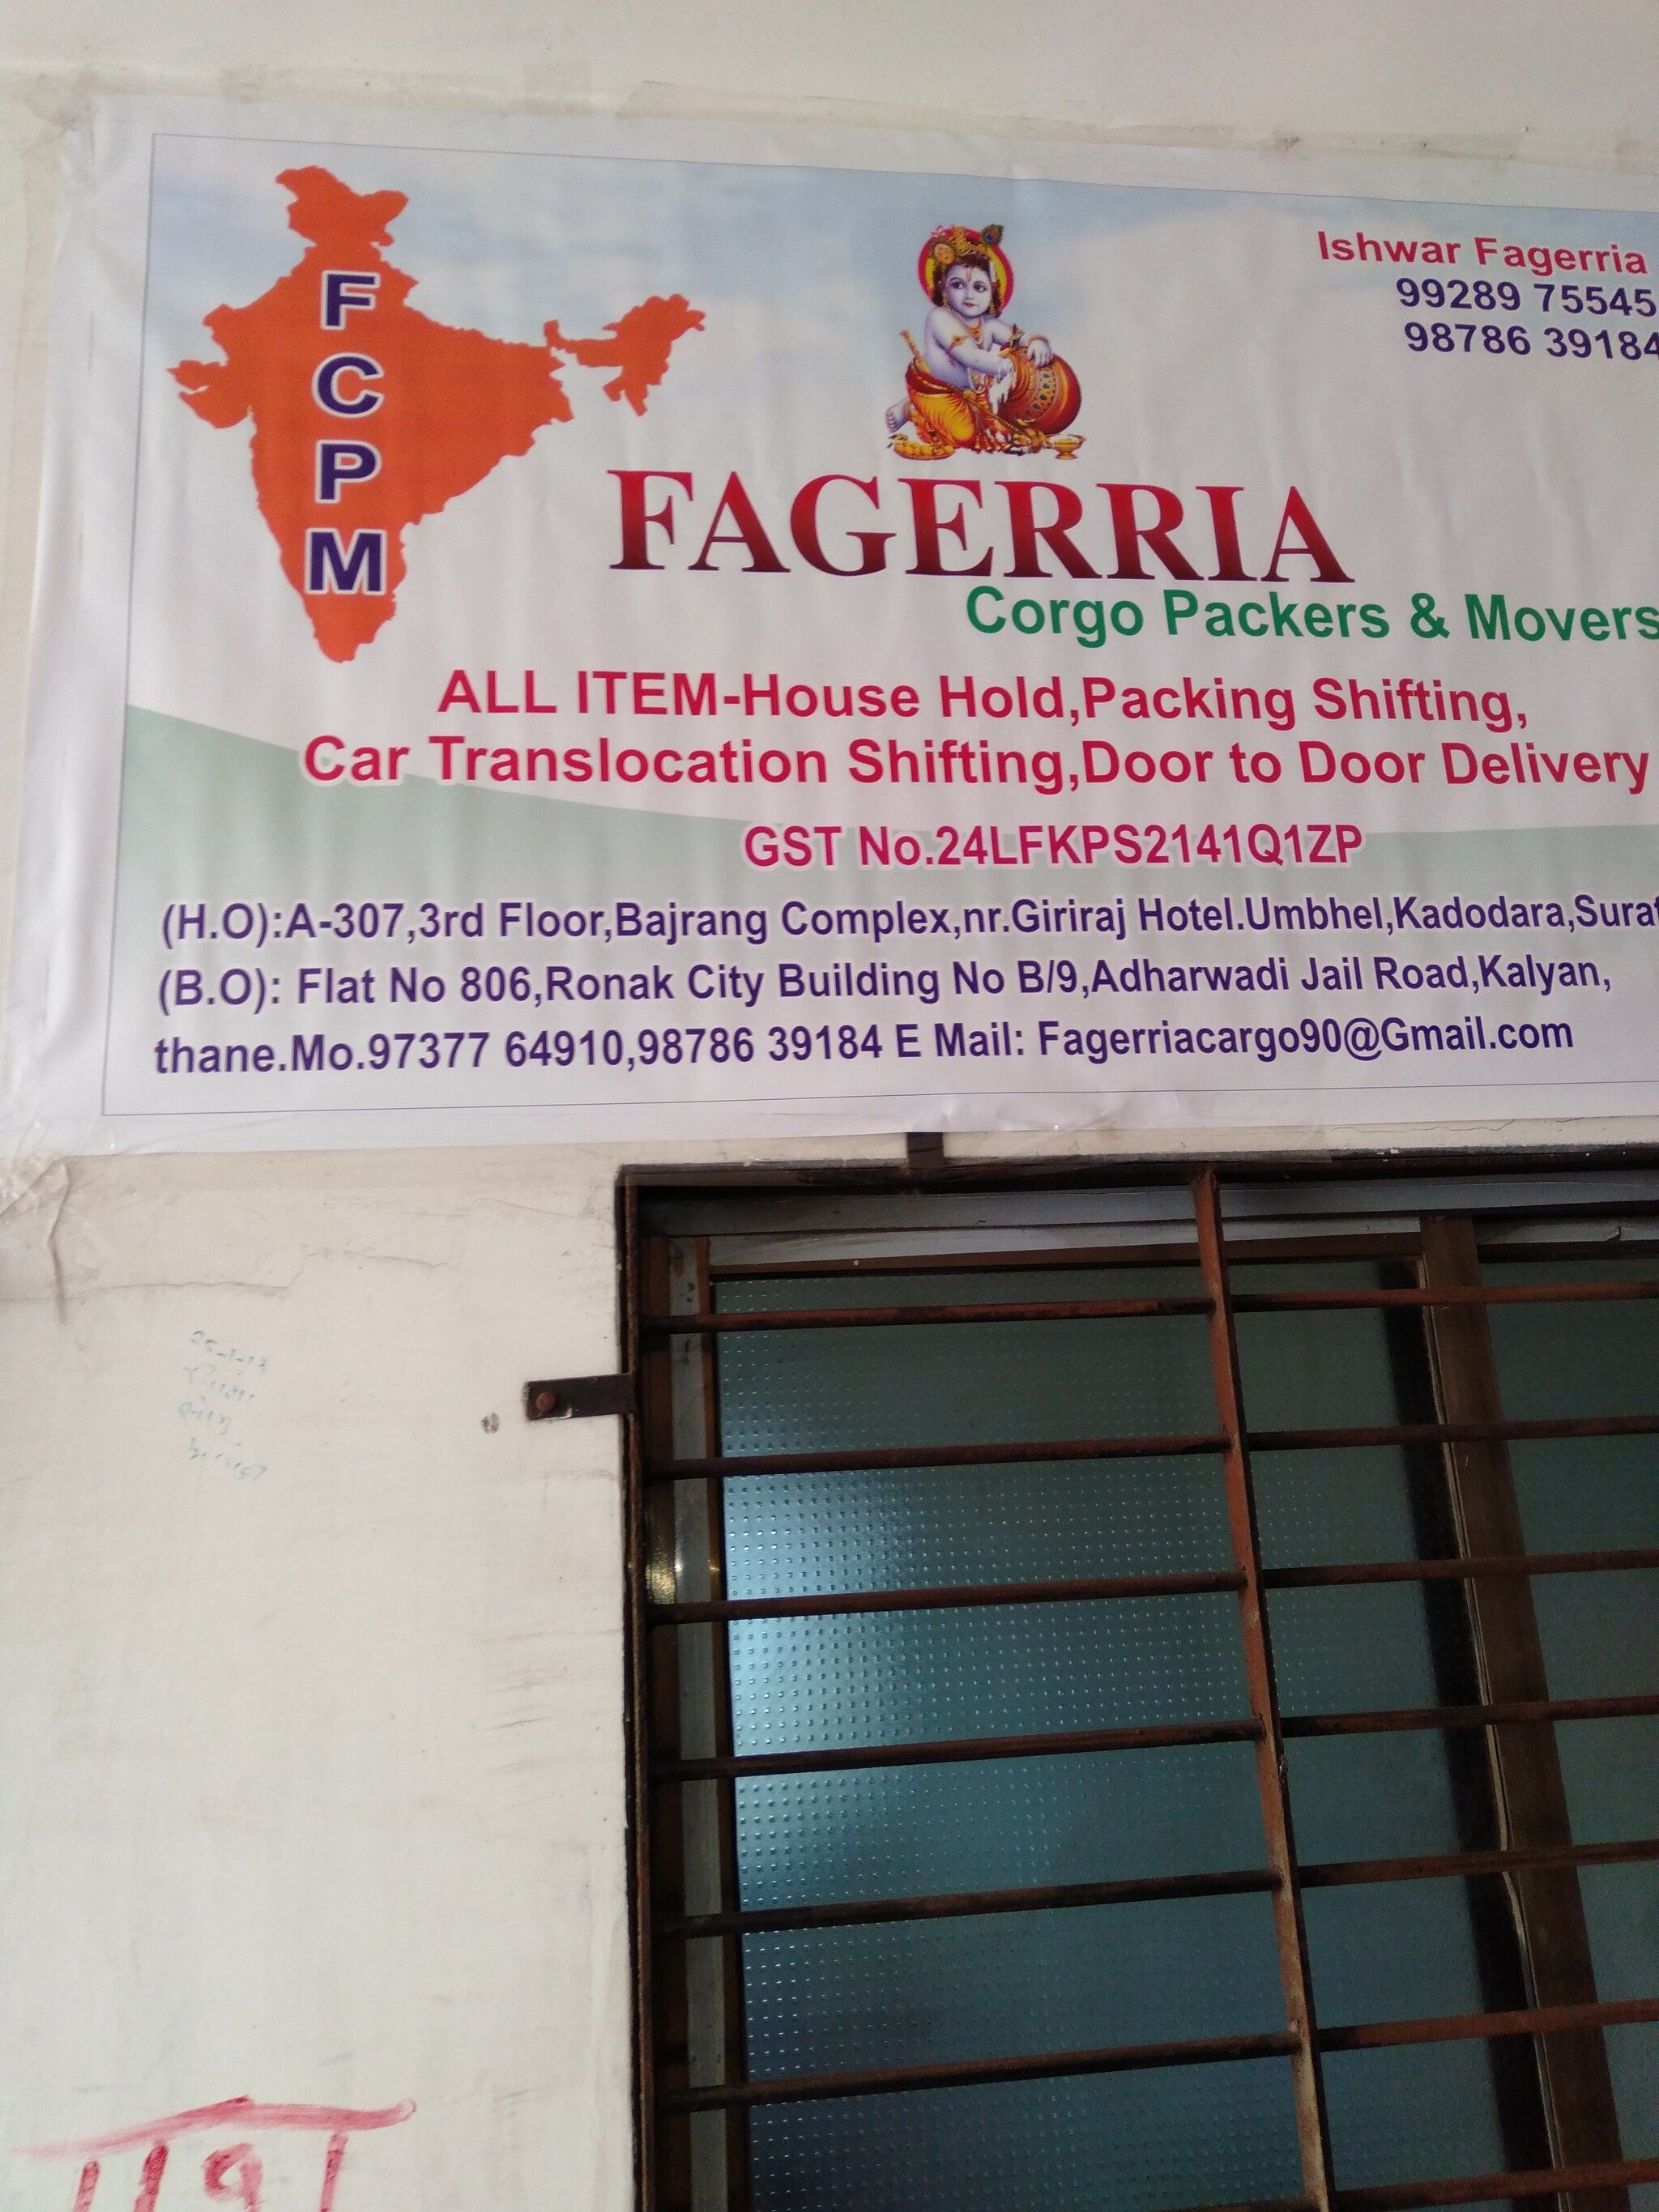 F
C
P
M
Ishwar Fagerria
99289 75545
98786 39184
FAGERRIA
Corgo Packers & Movers
ALL ITEM-House Hold,Packing Shifting,
Car Translocation Shifting,Door to Door Delivery
GST No.24LFKPS2141Q1ZP
(H.O):A-307,3rd Floor,Bajrang Complex,nr.Giriraj Hotel.Umbhel,Kadodara,Surat
(B.O): Flat No 806,Ronak City Building No B/9,Adharwadi Jail Road,Kalyan,
thane.Mo.97377 64910,98786 39184 E Mail: Fagerriacargo90@Gmail.com